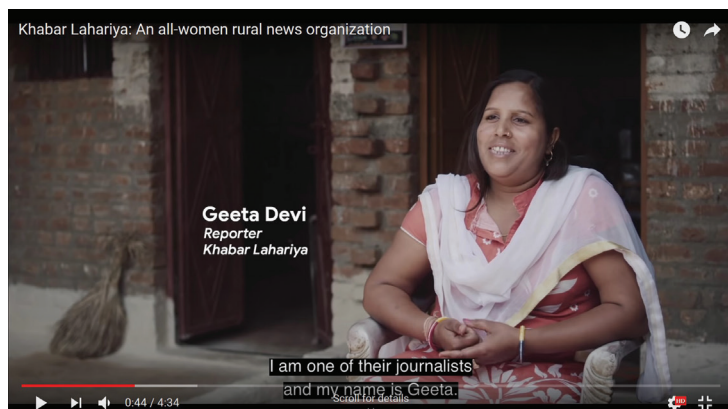 Khabar Lahariya: An all-women rural news organization
Geeta Devi
Reporter
Khabar Lahariya
I am one of their journalists
and my name is Geeta.
Scroll for details
0:44 / 4:34
HD